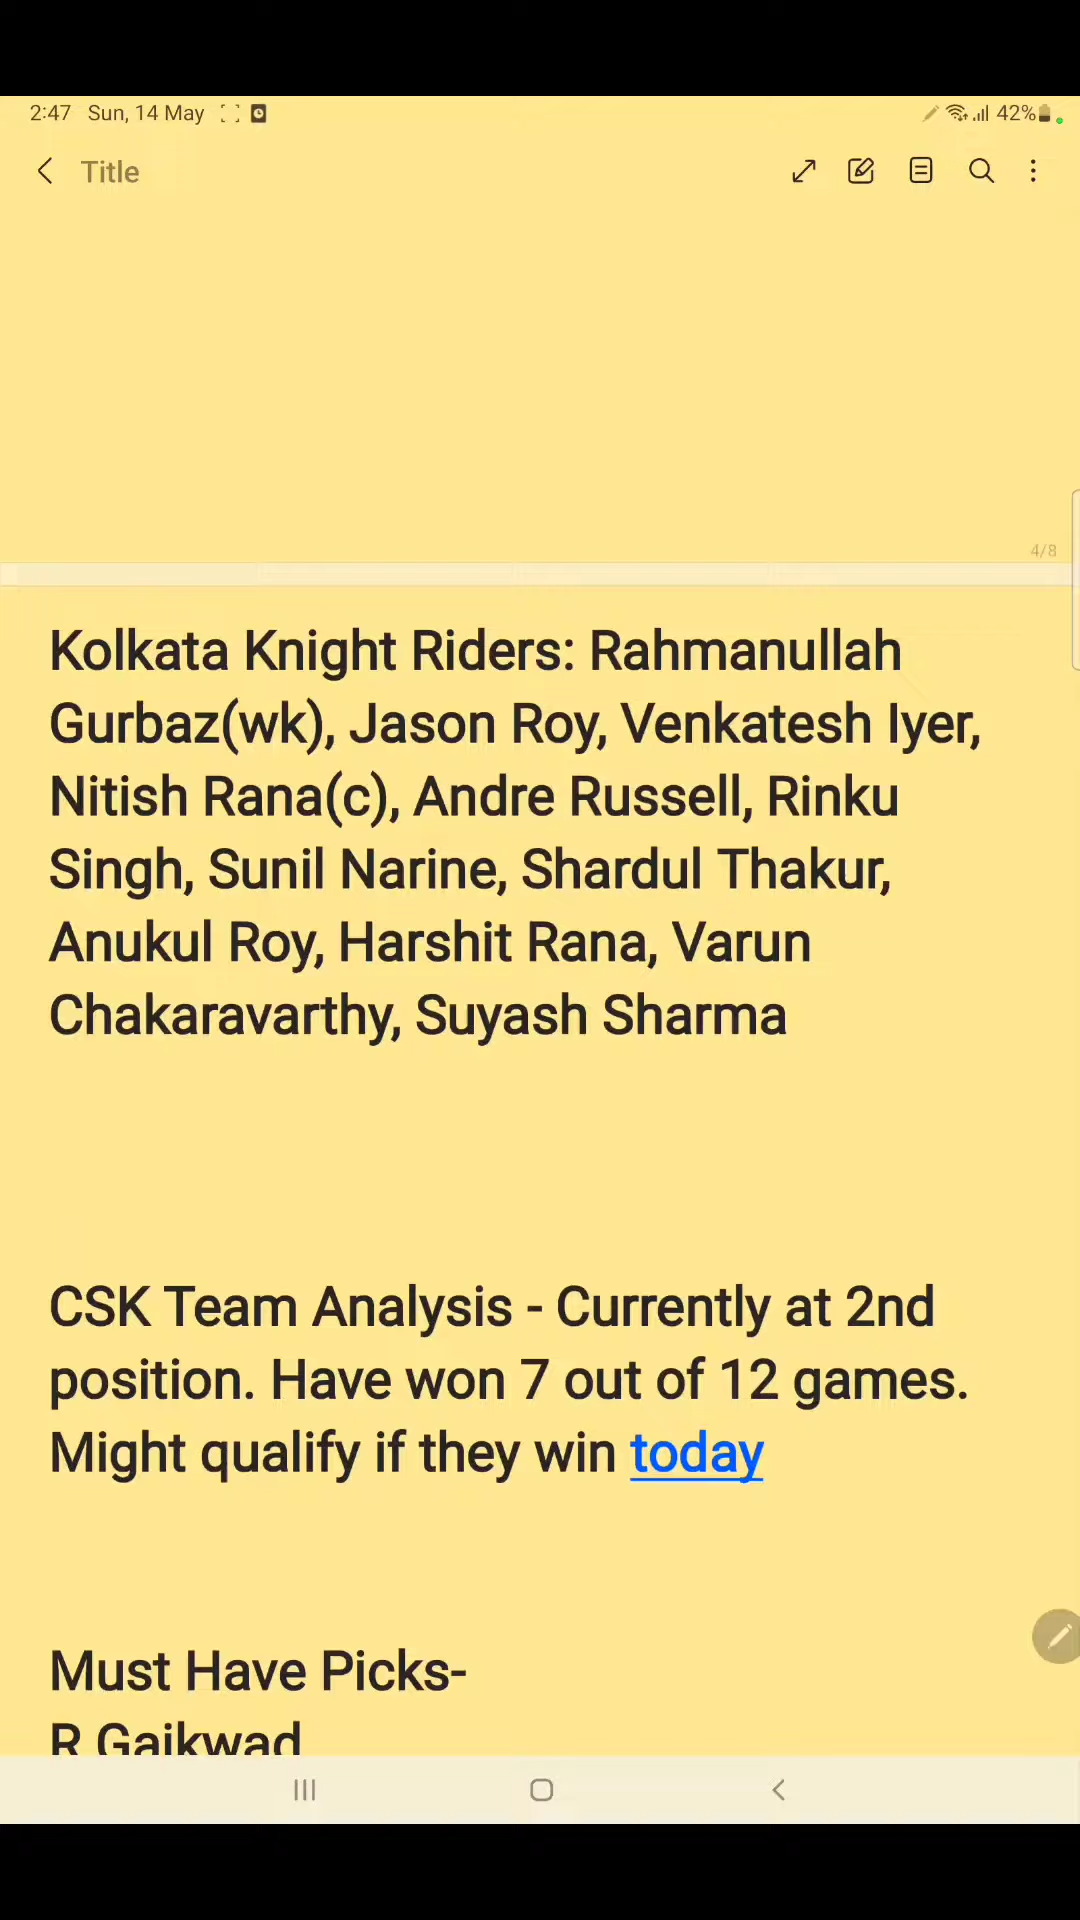 2:47 Sun, 14 May 42%
Title
4/8
Kolkata Knight Riders: Rahmanullah
Gurbaz(wk), Jason Roy, Venkatesh Iyer,
Nitish Rana(c), Andre Russell, Rinku
Singh, Sunil Narine, Shardul Thakur,
Anukul Roy, Harshit Rana, Varun
Chakaravarthy, Suyash Sharma
CSK Team Analysis - Currently at 2nd
position. Have won 7 out of 12 games.
Might qualify if they win today
Must Have Picks-
R Gaikwad